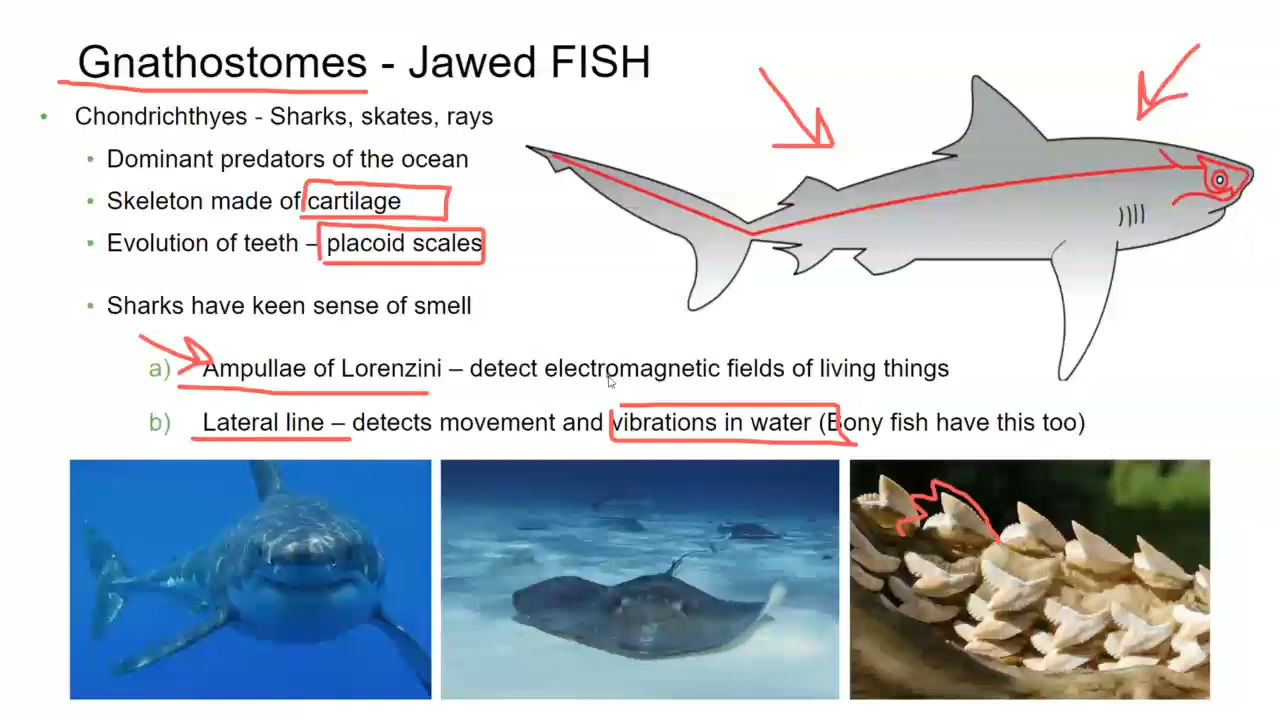 Gnathostomes - Jawed FISH
Chondrichthyes - Sharks, skates, rays
Dominant predators of the ocean
Skeleton made of cartilage
Evolution of teeth – placoid scales
Sharks have keen sense of smell
a) Ampullae of Lorenzini – detect electromagnetic fields of living things
b) Lateral line – detects movement and vibrations in water (Bony fish have this too)